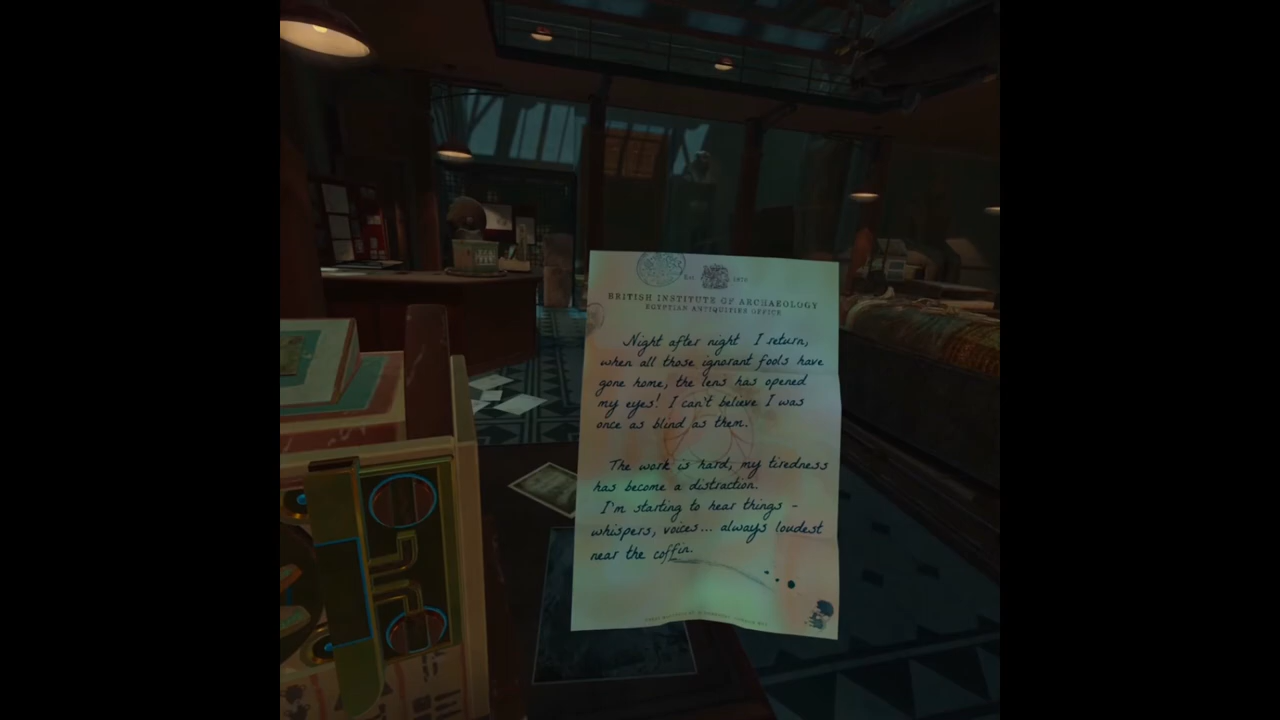 Est. 1870
BRITISH INSTITUTE OF ARCHAEOLOGY
EGYPTIAN ANTIQUITIES OFFICE
Night after night I return,
when all those ignorant fools have
gone home, the lens has opened
my eyes! I can't believe I was
once as blind as them.
The work is hard, my tiredness
has become a distraction.
I'm starting to hear things -
whispers, voices... always loudest
near the coffin.